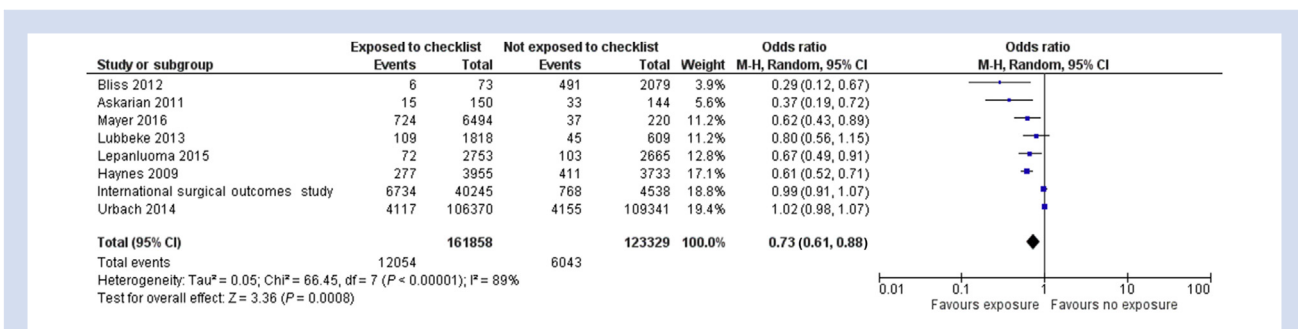 Exposed to checklist Not exposed to checklist Odds ratio Odds ratio
Study or subgroup Events Total Events Total Weight M-H, Random, 95% CI M-H, Random, 95% CI
Bliss 2012 6 73 491 2079 3.9% 0.29 (0.12, 0.67)
Askarian 2011 15 150 33 144 5.6% 0.37 (0.19, 0.72)
Mayer 2016 724 6494 37 220 11.2% 0.62 (0.43, 0.89)
Lubbeke 2013 109 1818 45 609 11.2% 0.80 (0.56, 1.15)
Lepanluoma 2015 72 2753 103 2665 12.8% 0.67 (0.49, 0.91)
Haynes 2009 277 3955 411 3733 17.1% 0.61 (0.52, 0.71)
International surgical outcomes study 6734 40245 768 4538 18.8% 0.99 (0.91, 1.07)
Urbach 2014 4117 106370 4155 109341 19.4% 1.02 (0.98, 1.07)
Total (95% CI) 161858 123329 100.0% 0.73 (0.61, 0.88)
Total events 12054 6043
Heterogeneity: Tau² = 0.05; Chi² = 66.45, df = 7 (P < 0.00001); I² = 89%
Test for overall effect: Z = 3.36 (P = 0.0008)
0.01 0.1 1 10 100
Favours exposure Favours no exposure